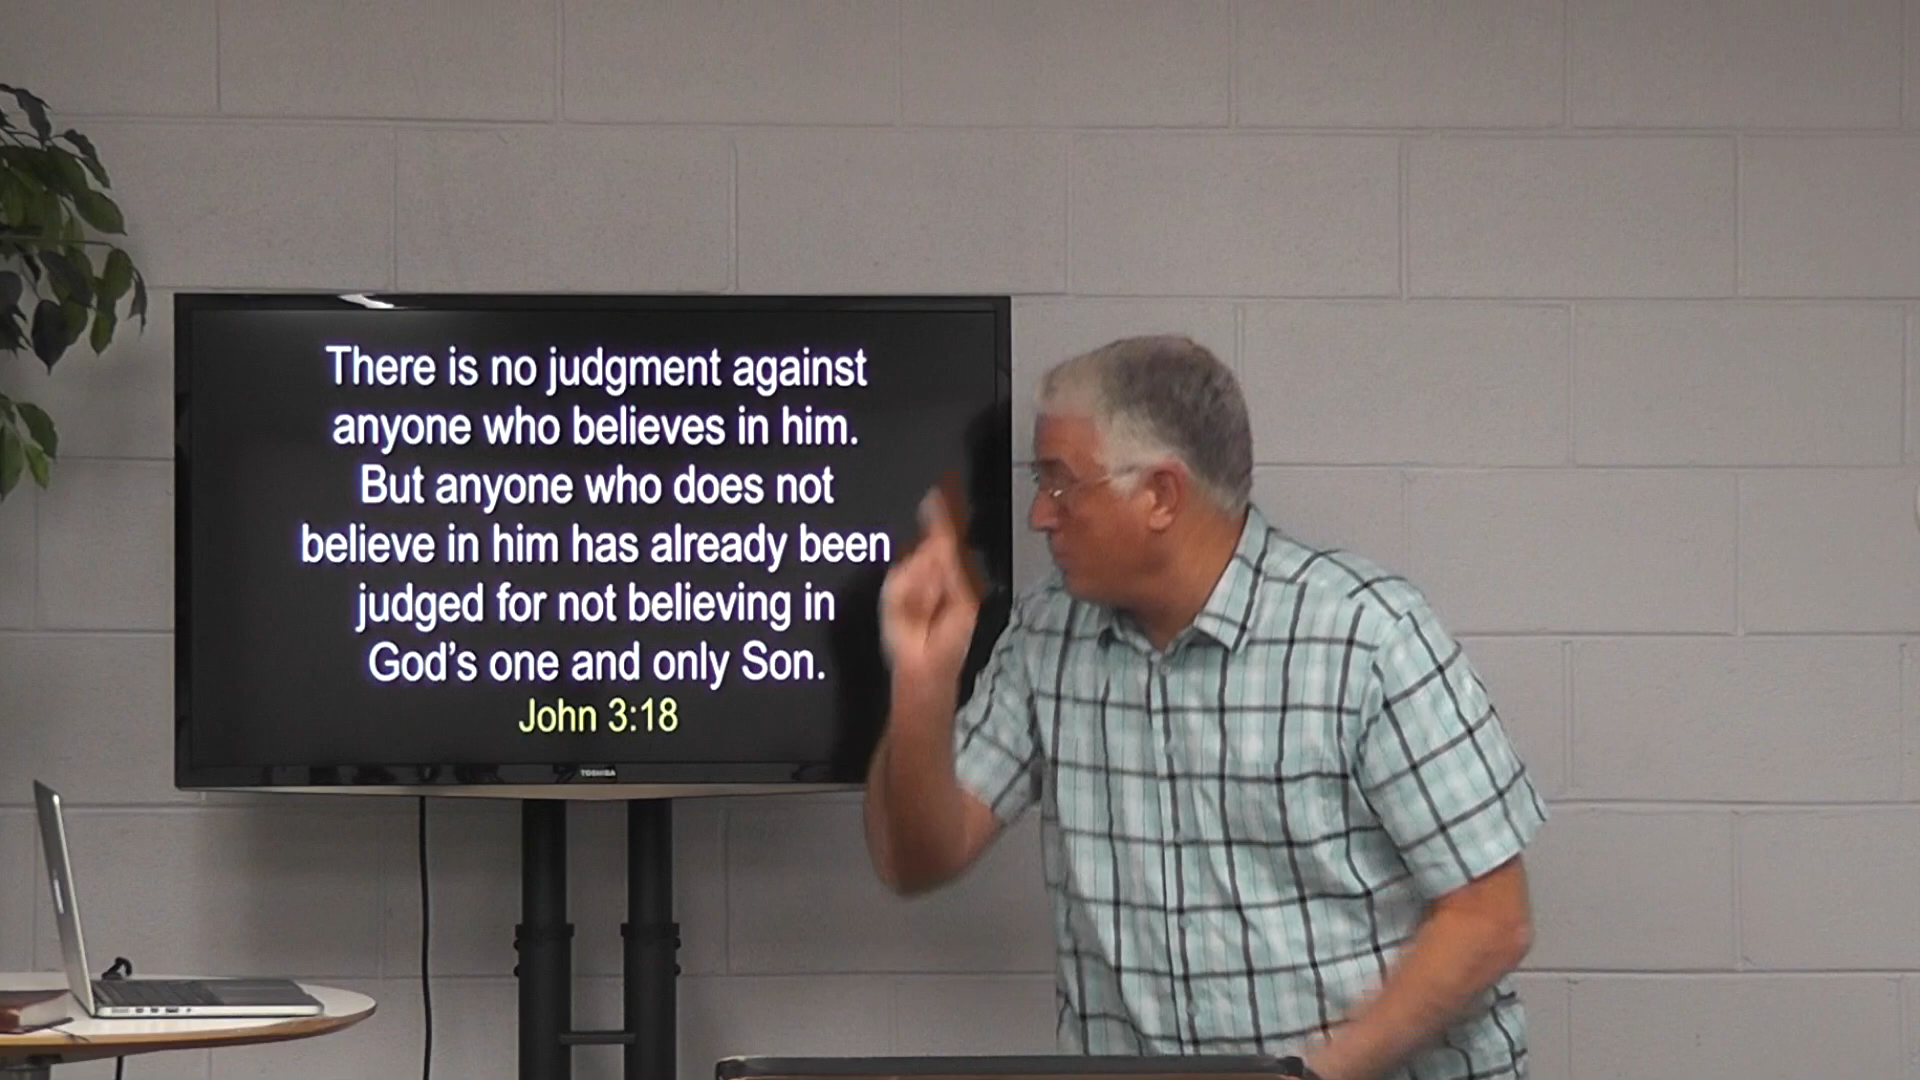 There is no judgment against
anyone who believes in him.
But anyone who does not
believe in him has already been
judged for not believing in
God’s one and only Son.
John 3:18
TOSHIBA